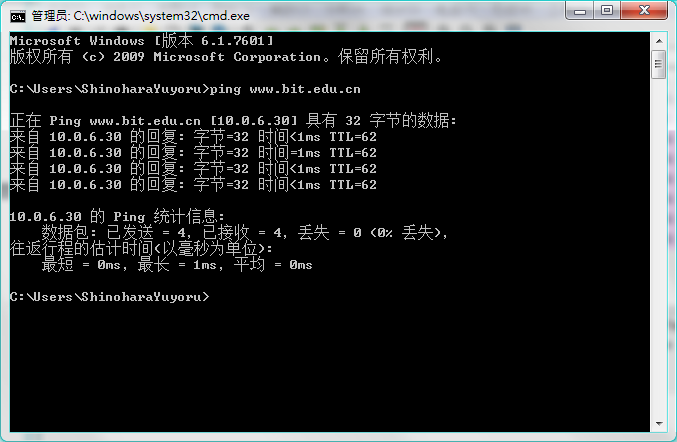 管理员: C:\windows\system32\cmd.exe
Microsoft Windows [版本 6.1.7601]
版权所有 (c) 2009 Microsoft Corporation。保留所有权利。
C:\Users\ShinoharaYuyoru>ping www.bit.edu.cn
正在 Ping www.bit.edu.cn [10.0.6.30] 具有 32 字节的数据:
来自 10.0.6.30 的回复: 字节=32 时间<1ms TTL=62
来自 10.0.6.30 的回复: 字节=32 时间=1ms TTL=62
来自 10.0.6.30 的回复: 字节=32 时间<1ms TTL=62
来自 10.0.6.30 的回复: 字节=32 时间<1ms TTL=62
10.0.6.30 的 Ping 统计信息:
数据包: 已发送 = 4, 已接收 = 4, 丢失 = 0 (0% 丢失),
往返行程的估计时间(以毫秒为单位):
最短 = 0ms, 最长 = 1ms, 平均 = 0ms
C:\Users\ShinoharaYuyoru>